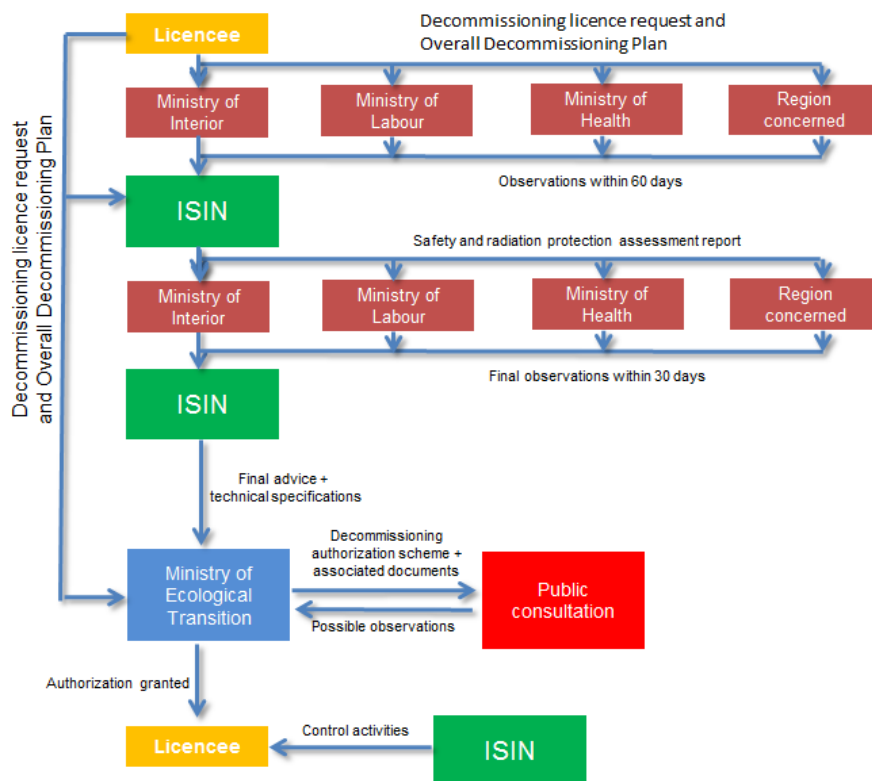 Licencee
Decommissioning licence request and
Overall Decommissioning Plan
Decommissioning licence request
and Overall Decommissioning Plan
Ministry of
Interior
Ministry of
Labour
Ministry of
Health
Region
concerned
Observations within 60 days
ISIN
Safety and radiation protection assessment report
Ministry of
Interior
Ministry of
Labour
Ministry of
Health
Region
concerned
Final observations within 30 days
ISIN
Final advice +
technical specifications
Ministry of
Ecological
Transition
Decommissioning
authorization scheme +
associated documents
Public
consultation
Possible observations
Authorization granted
Licencee
Control activities
ISIN